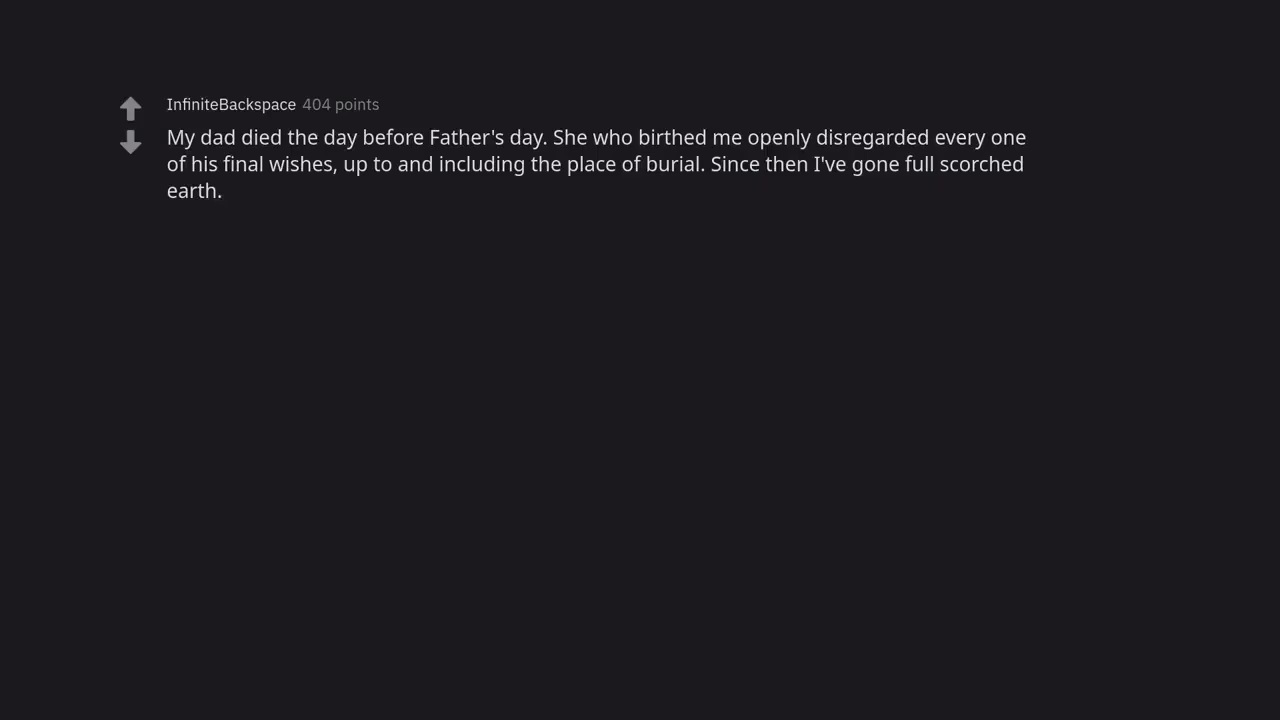 InfiniteBackspace 404 points
My dad died the day before Father's day. She who birthed me openly disregarded every one
of his final wishes, up to and including the place of burial. Since then I've gone full scorched
earth.